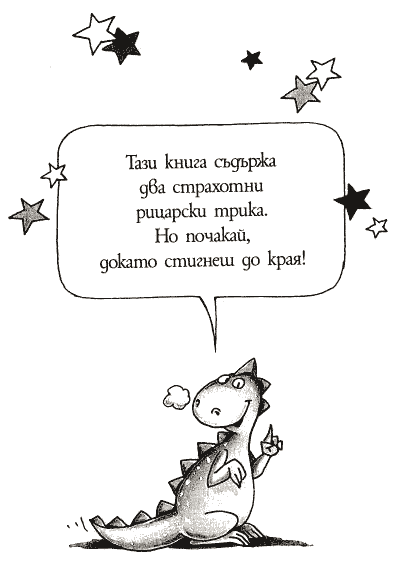 Тази книга съдържа
два страхотни
рицарски трика.
Но почакай,
докато стигнеш до края!